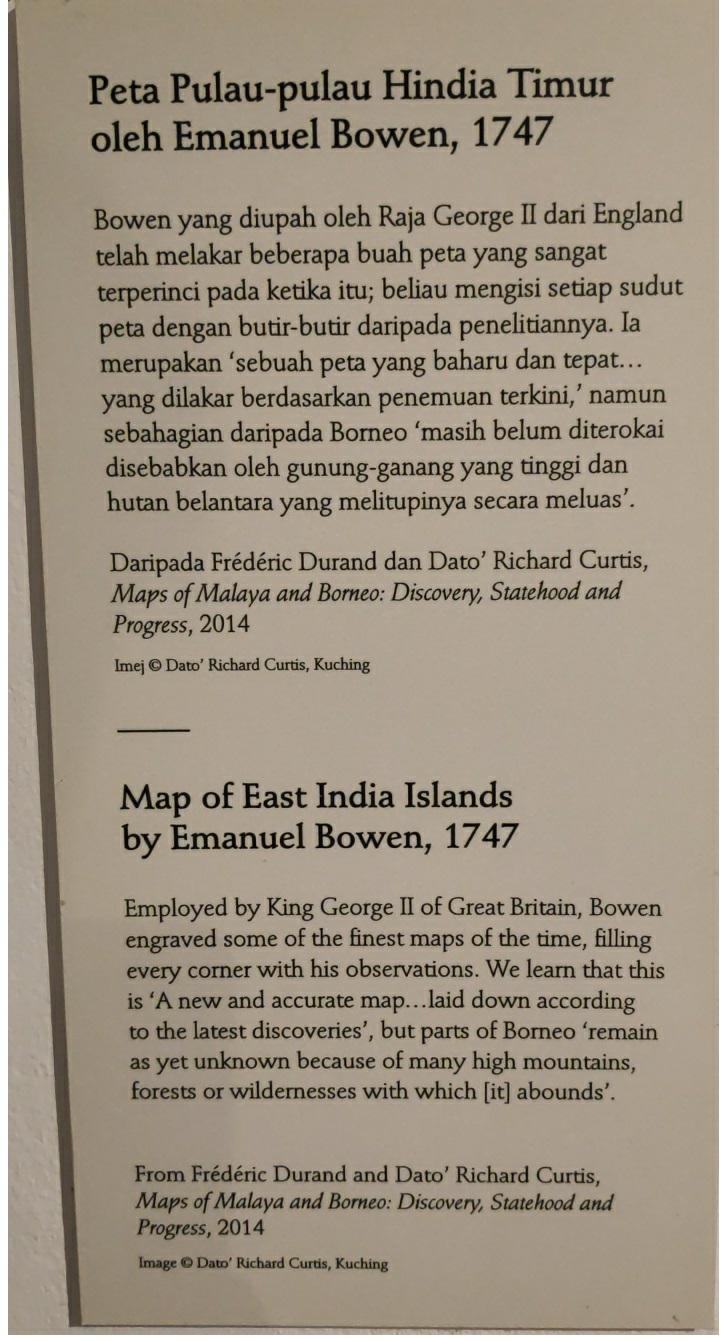 Peta Pulau-pulau Hindia Timur
oleh Emanuel Bowen, 1747
Bowen yang diupah oleh Raja George II dari England
telah melakar beberapa buah peta yang sangat
terperinci pada ketika itu; beliau mengisi setiap sudut
peta dengan butir-butir daripada penelitiannya. Ia
merupakan ‘sebuah peta yang baharu dan tepat...
yang dilakar berdasarkan penemuan terkini,’ namun
sebahagian daripada Borneo ‘masih belum diterokai
disebabkan oleh gunung-ganang yang tinggi dan
hutan belantara yang melitupinya secara meluas’.
Daripada Frédéric Durand dan Dato’ Richard Curtis,
Maps of Malaya and Borneo: Discovery, Statehood and
Progress, 2014
Imej © Dato’ Richard Curtis, Kuching
Map of East India Islands
by Emanuel Bowen, 1747
Employed by King George II of Great Britain, Bowen
engraved some of the finest maps of the time, filling
every corner with his observations. We learn that this
is ‘A new and accurate map...laid down according
to the latest discoveries’, but parts of Borneo ‘remain
as yet unknown because of many high mountains,
forests or wildernesses with which [it] abounds’.
From Frédéric Durand and Dato’ Richard Curtis,
Maps of Malaya and Borneo: Discovery, Statehood and
Progress, 2014
Image © Dato’ Richard Curtis, Kuching